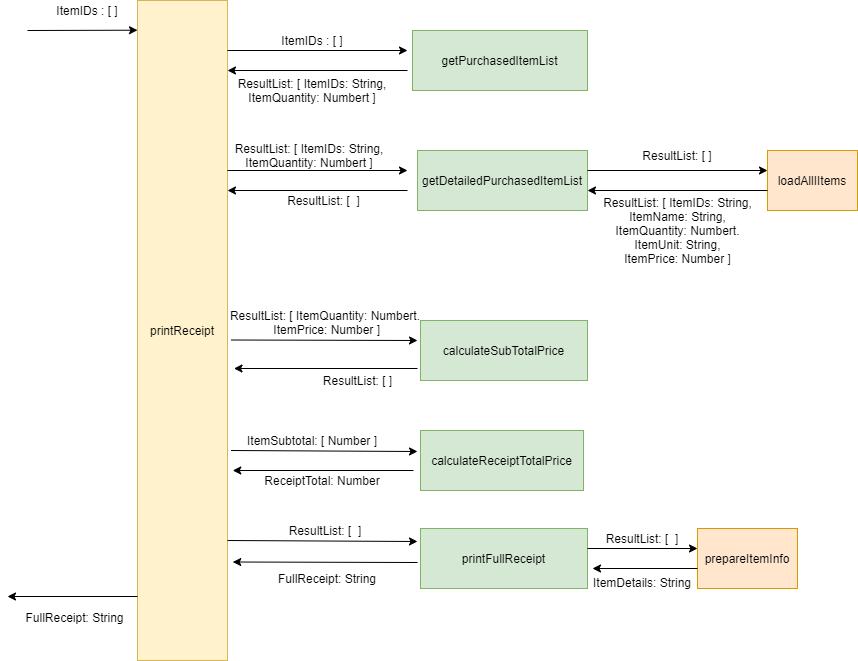 ItemIDs : [ ]
ItemIDs : [ ]
getPurchasedItemList
ResultList: [ ItemIDs: String,
ItemQuantity: Numbert ]
ResultList: [ ItemIDs: String,
ItemQuantity: Numbert ]
getDetailedPurchasedItemList
ResultList: [ ]
ResultList: [ ]
loadAllItems
ResultList: [ ItemIDs: String,
ItemName: String,
ItemQuantity: Numbert.
ItemUnit: String,
ItemPrice: Number ]
printReceipt
ResultList: [ ItemQuantity: Numbert.
ItemPrice: Number ]
calculateSubTotalPrice
ResultList: [ ]
ItemSubtotal: [ Number ]
calculateReceiptTotalPrice
ReceiptTotal: Number
ResultList: [ ]
printFullReceipt
ResultList: [ ]
prepareItemInfo
FullReceipt: String
ItemDetails: String
FullReceipt: String